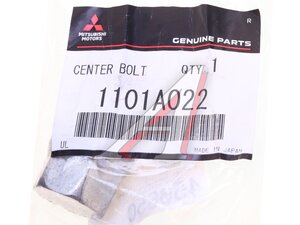 R
MITSUBISHI
MOTORS
GENUINE PARTS
CENTER BOLT QTY 1
1101A022
UL
MADE IN JAPAN